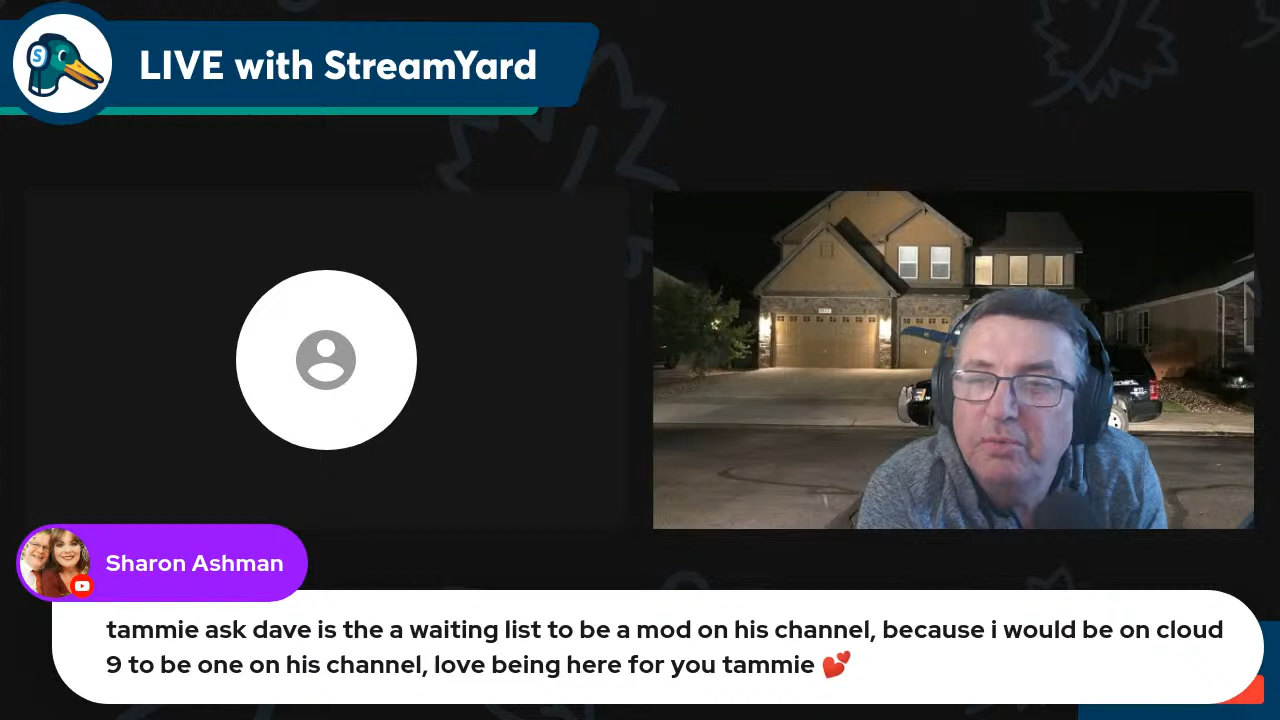 LIVE with StreamYard
Sharon Ashman
tammie ask dave is the a waiting list to be a mod on his channel, because i would be on cloud
9 to be one on his channel, love being here for you tammie 💕